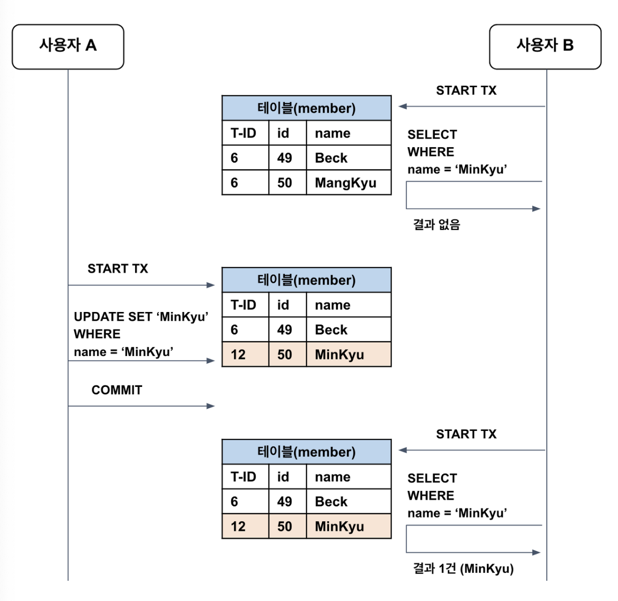 사용자 A
사용자 B
START TX
테이블(member)
T-ID id name
6 49 Beck
6 50 MangKyu
SELECT
WHERE
name = ‘MinKyu’
결과 없음
START TX
테이블(member)
T-ID id name
6 49 Beck
12 50 MinKyu
UPDATE SET ‘MinKyu’
WHERE
name = ‘MinKyu’
COMMIT
START TX
테이블(member)
T-ID id name
6 49 Beck
12 50 MinKyu
SELECT
WHERE
name = ‘MinKyu’
결과 1건 (MinKyu)